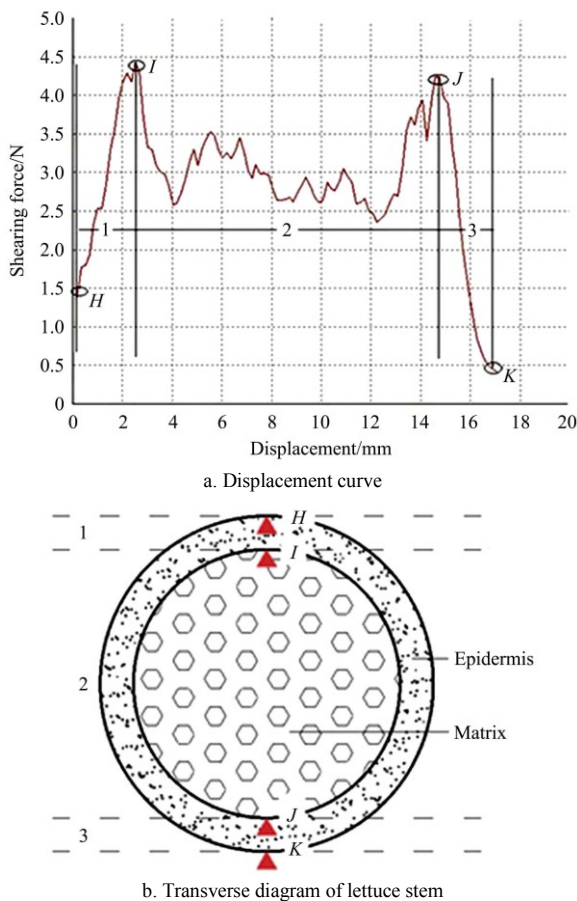 5.0
4.5
4.0
3.5
3.0
2.5
2.0
1.5
1.0
0.5
0
Shearing force/N
I
J
1
2
3
H
K
0 2 4 6 8 10 12 14 16 18 20
Displacement/mm
a. Displacement curve
H
1
I
Epidermis
2
Matrix
J
3
K
b. Transverse diagram of lettuce stem